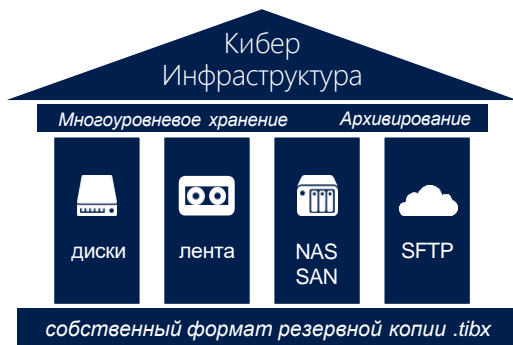 Кибер
Инфраструктура
Многоуровневое хранение Архивирование
диски лента NAS SFTP
SAN
собственный формат резервной копии .tibx